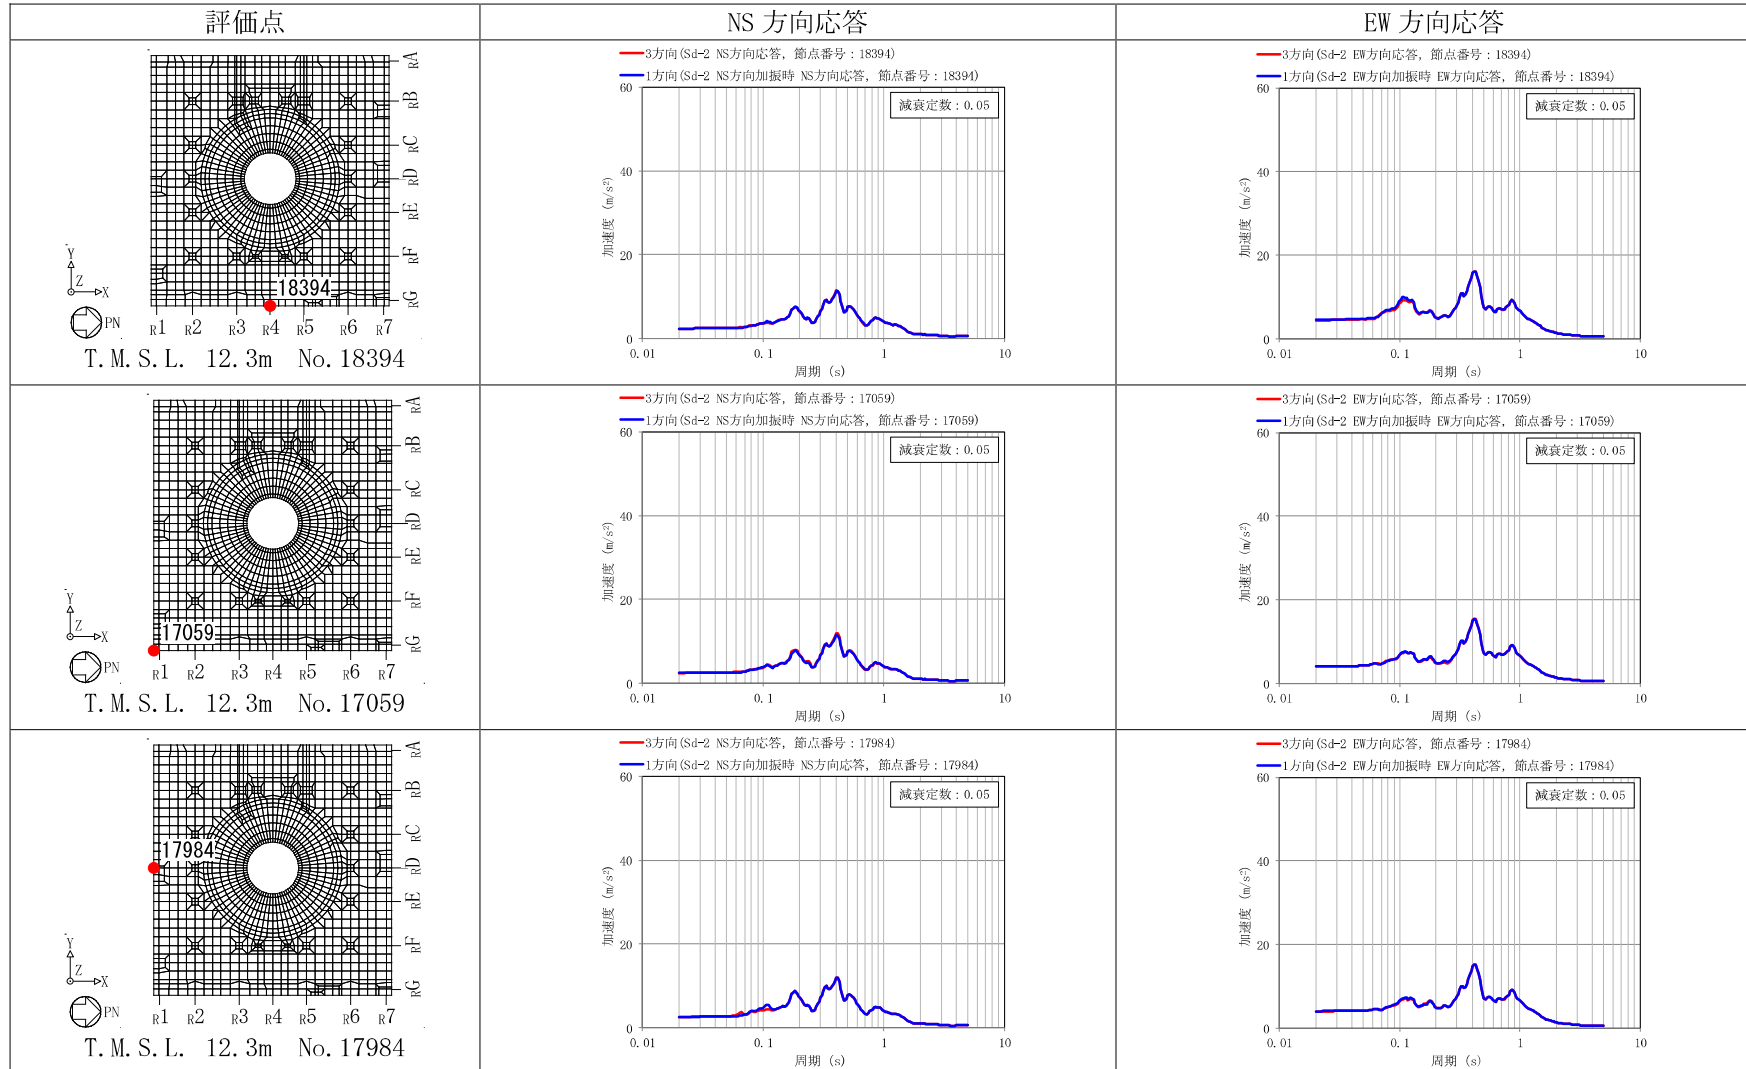 評価点
NS 方向応答
EW 方向応答
RA
RB
RC
RD
RE
RF
RG
18394
Y
Z
X
PN
R1 R2 R3 R4 R5 R6 R7
T.M.S.L. 12.3m No.18394
3方向(Sd-2 NS方向応答, 節点番号:18394)
1方向(Sd-2 NS方向加振時 NS方向応答, 節点番号:18394)
減衰定数:0.05
加速度 (m/s²)
60
40
20
0
0.01 0.1 1 10
周期 (s)
3方向(Sd-2 EW方向応答, 節点番号:18394)
1方向(Sd-2 EW方向加振時 EW方向応答, 節点番号:18394)
減衰定数:0.05
加速度 (m/s²)
60
40
20
0
0.01 0.1 1 10
周期 (s)
RA
RB
RC
RD
RE
RF
RG
17059
Y
Z
X
PN
R1 R2 R3 R4 R5 R6 R7
T.M.S.L. 12.3m No.17059
3方向(Sd-2 NS方向応答, 節点番号:17059)
1方向(Sd-2 NS方向加振時 NS方向応答, 節点番号:17059)
減衰定数:0.05
加速度 (m/s²)
60
40
20
0
0.01 0.1 1 10
周期 (s)
3方向(Sd-2 EW方向応答, 節点番号:17059)
1方向(Sd-2 EW方向加振時 EW方向応答, 節点番号:17059)
減衰定数:0.05
加速度 (m/s²)
60
40
20
0
0.01 0.1 1 10
周期 (s)
RA
RB
RC
RD
RE
RF
RG
17984
Y
Z
X
PN
R1 R2 R3 R4 R5 R6 R7
T.M.S.L. 12.3m No.17984
3方向(Sd-2 NS方向応答, 節点番号:17984)
1方向(Sd-2 NS方向加振時 NS方向応答, 節点番号:17984)
減衰定数:0.05
加速度 (m/s²)
60
40
20
0
0.01 0.1 1 10
周期 (s)
3方向(Sd-2 EW方向応答, 節点番号:17984)
1方向(Sd-2 EW方向加振時 EW方向応答, 節点番号:17984)
減衰定数:0.05
加速度 (m/s²)
60
40
20
0
0.01 0.1 1 10
周期 (s)